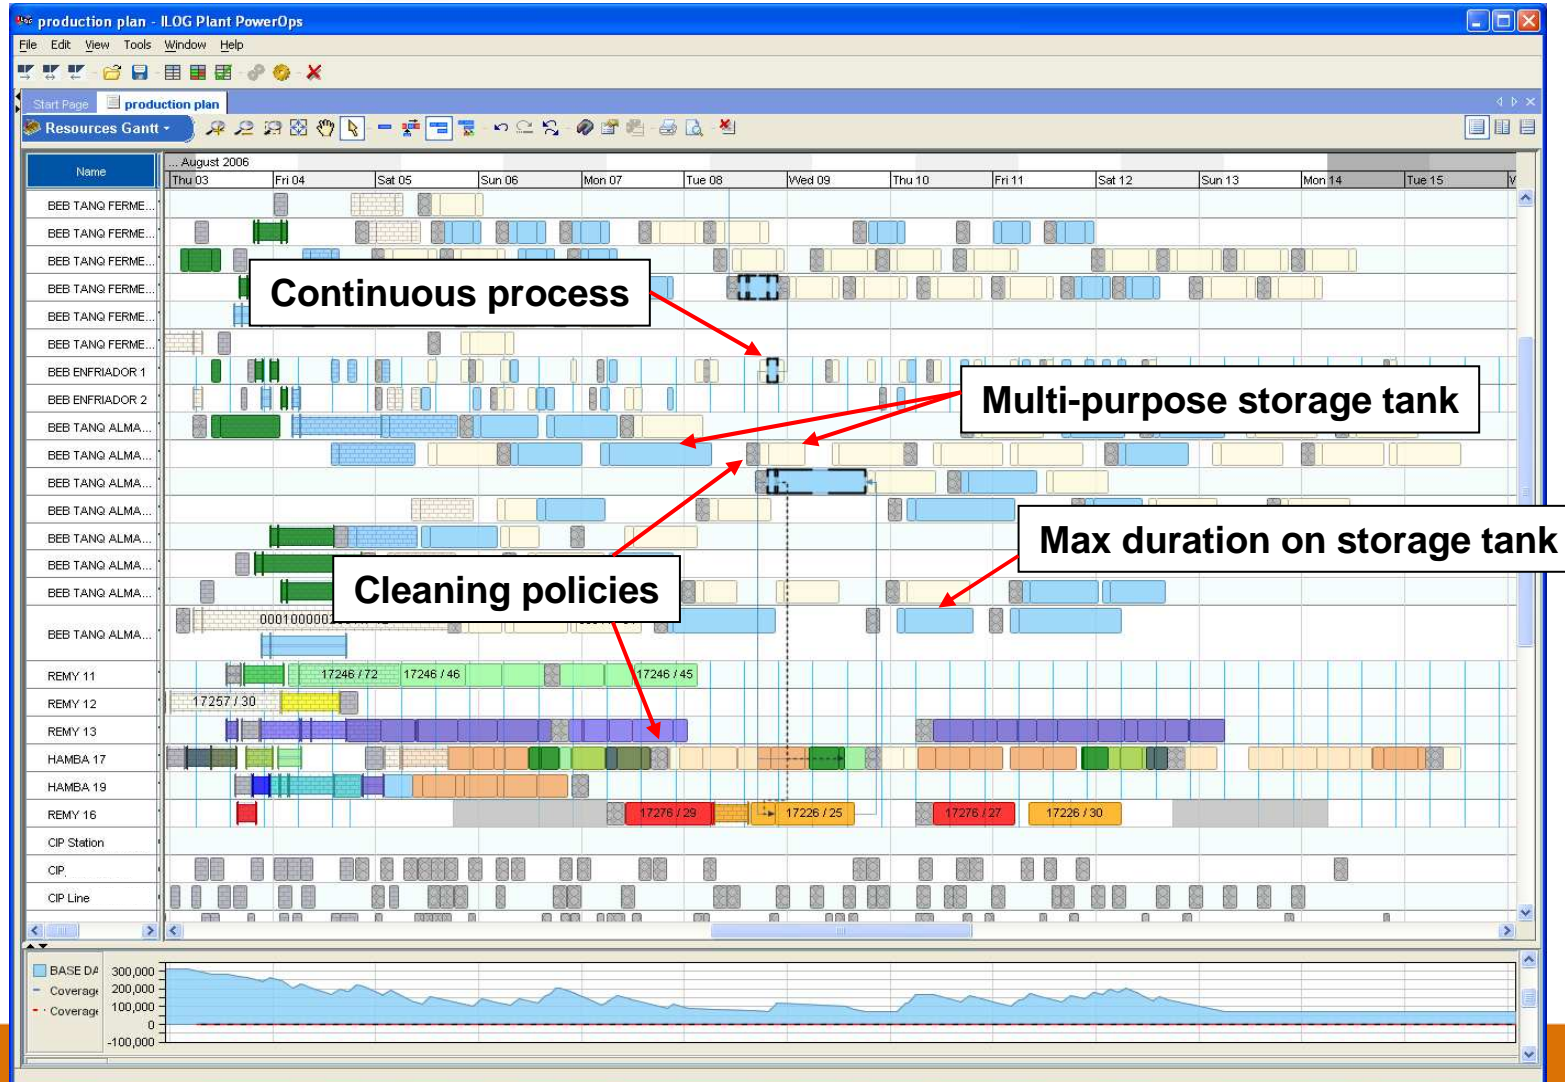 production plan - ILOG Plant PowerOps
File Edit View Tools Window Help
Start Page production plan
Resources Gantt
Name
... August 2006
Thu 03 Fri 04 Sat 05 Sun 06 Mon 07 Tue 08 Wed 09 Thu 10 Fri 11 Sat 12 Sun 13 Mon 14 Tue 15
BEB TANQ FERME...
BEB TANQ FERME...
BEB TANQ FERME...
BEB TANQ FERME...
Continuous process
BEB TANQ FERME...
BEB TANQ FERME...
BEB ENFRIADOR 1
BEB ENFRIADOR 2
Multi-purpose storage tank
BEB TANQ ALMA...
BEB TANQ ALMA...
BEB TANQ ALMA...
BEB TANQ ALMA...
BEB TANQ ALMA...
Max duration on storage tank
BEB TANQ ALMA...
BEB TANQ ALMA...
Cleaning policies
BEB TANQ ALMA...
REMY 11 17246 / 72 17246 / 46 17246 / 45
REMY 12 17257 / 30
REMY 13
HAMBA 17
HAMBA 19
REMY 16 17276 / 29 17226 / 25 17276 / 27 17226 / 30
CIP Station
CIP
CIP Line
BASE DA
Coverage
Coverage
300,000
200,000
100,000
0
-100,000